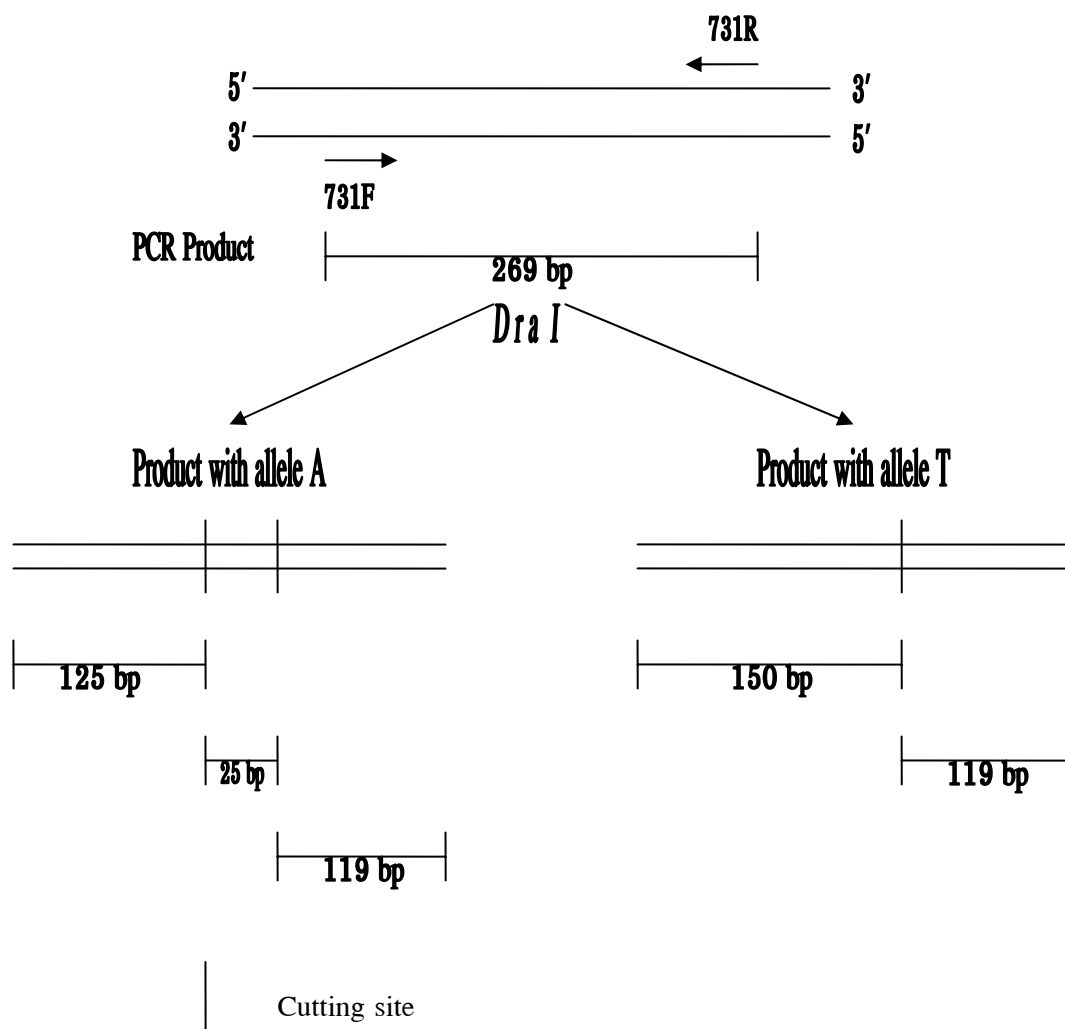 731R
5′ 3′
3′ 5′
731F
PCR Product
269 bp
Dra I
Product with allele A Product with allele T
125 bp 150 bp
25 bp 119 bp
119 bp
Cutting site